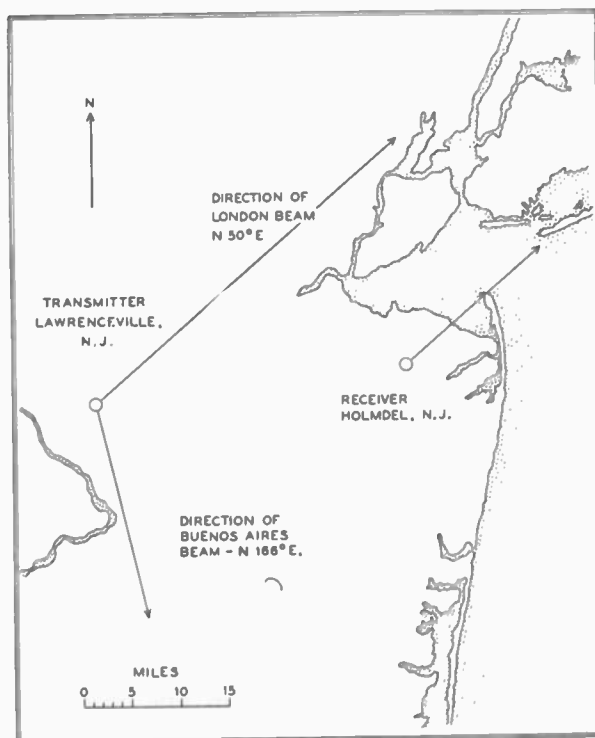 N
DIRECTION OF
LONDON BEAM
N 50°E
TRANSMITTER
LAWRENCEVILLE,
N.J.
RECEIVER
HOLMDEL, N.J.
DIRECTION OF
BUENOS AIRES
BEAM - N 166°E.
MILES
0 5 10 15